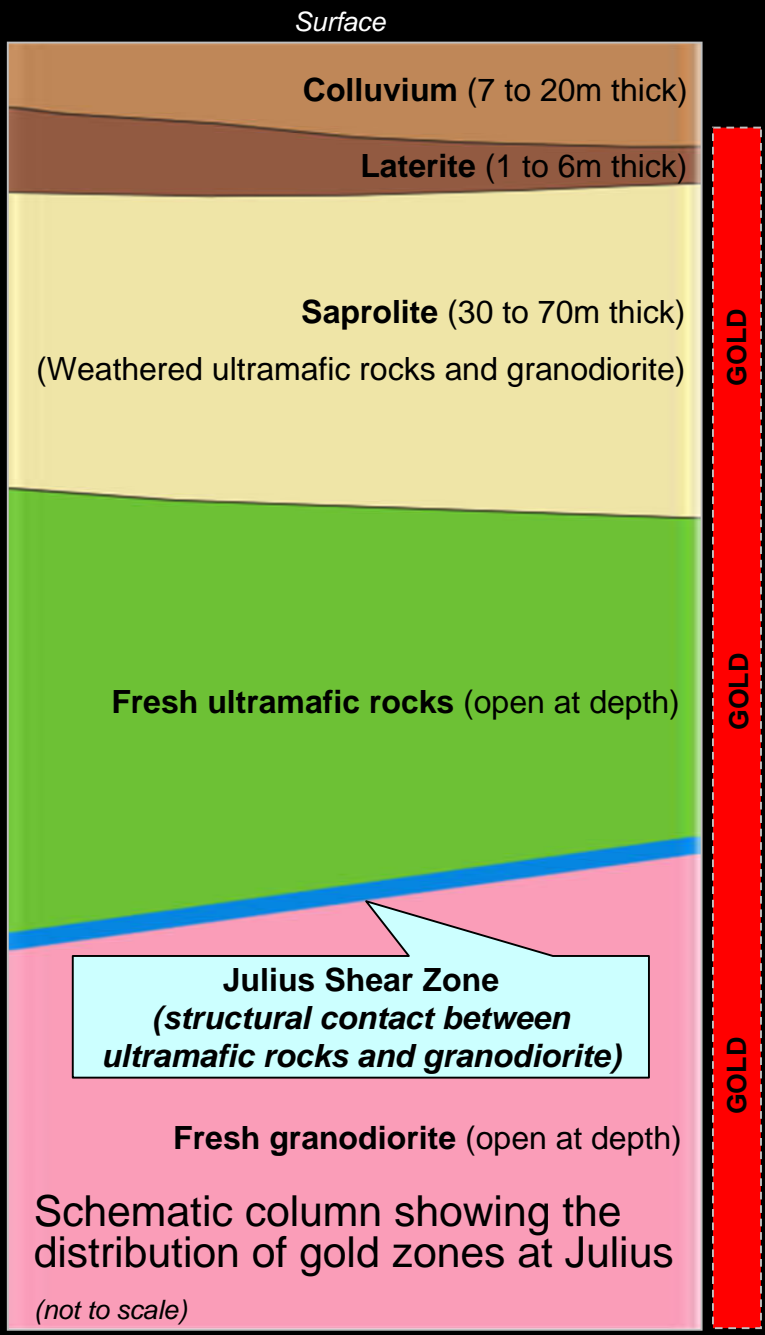 Surface
Colluvium (7 to 20m thick)
Laterite (1 to 6m thick)
Saprolite (30 to 70m thick)
(Weathered ultramafic rocks and granodiorite)
GOLD
Fresh ultramafic rocks (open at depth)
GOLD
Julius Shear Zone
(structural contact between
ultramafic rocks and granodiorite)
GOLD
Fresh granodiorite (open at depth)
Schematic column showing the
distribution of gold zones at Julius
(not to scale)